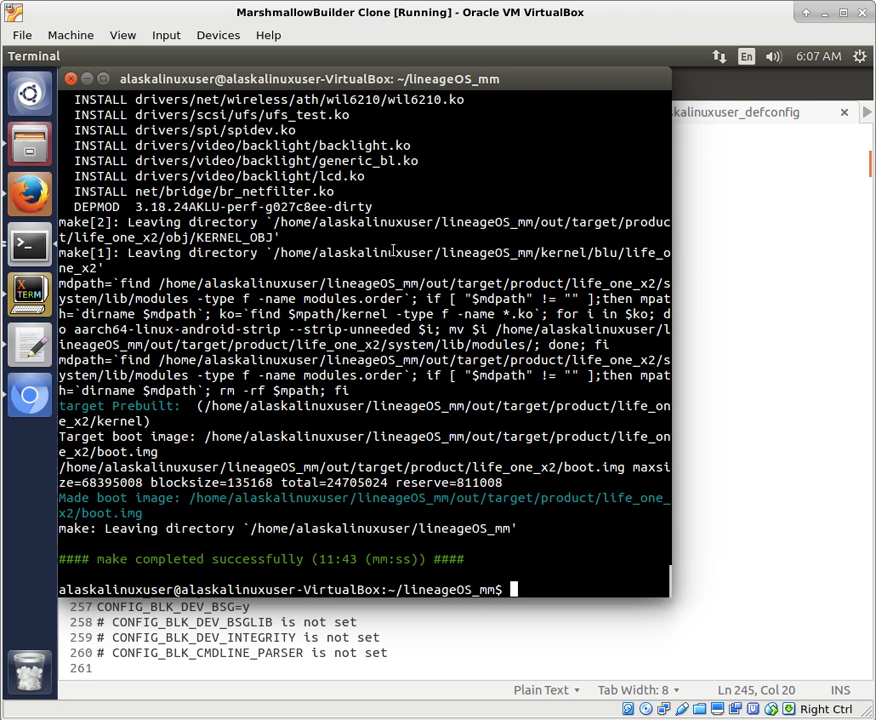 MarshmallowBuilder Clone [Running] - Oracle VM VirtualBox
File Machine View Input Devices Help
Terminal
En
6:07 AM
alaskalinuxuser@alaskalinuxuser-VirtualBox: ~/lineageOS_mm
skalinuxuser_defconfig
INSTALL drivers/net/wireless/ath/wil6210/wil6210.ko
INSTALL drivers/scsi/ufs/ufs_test.ko
INSTALL drivers/spi/spidev.ko
INSTALL drivers/video/backlight/backlight.ko
INSTALL drivers/video/backlight/generic_bl.ko
INSTALL drivers/video/backlight/lcd.ko
INSTALL net/bridge/br_netfilter.ko
DEPMOD  3.18.24AKLU-perf-g027c8ee-dirty
make[2]: Leaving directory `/home/alaskalinuxuser/lineageOS_mm/out/target/produc
t/life_one_x2/obj/KERNEL_OBJ'
make[1]: Leaving directory `/home/alaskalinuxuser/lineageOS_mm/kernel/blu/life_o
ne_x2'
mdpath=`find /home/alaskalinuxuser/lineageOS_mm/out/target/product/life_one_x2/s
ystem/lib/modules -type f -name modules.order`; if [ "$mdpath" != "" ];then mpat
h=`dirname $mdpath`; ko=`find $mpath/kernel -type f -name *.ko`; for i in $ko; d
o aarch64-linux-android-strip --strip-unneeded $i; mv $i /home/alaskalinuxuser/l
ineageOS_mm/out/target/product/life_one_x2/system/lib/modules/; done; fi
mdpath=`find /home/alaskalinuxuser/lineageOS_mm/out/target/product/life_one_x2/s
ystem/lib/modules -type f -name modules.order`; if [ "$mdpath" != "" ];then mpat
h=`dirname $mdpath`; rm -rf $mpath; fi
target Prebuilt:  (/home/alaskalinuxuser/lineageOS_mm/out/target/product/life_on
e_x2/kernel)
Target boot image: /home/alaskalinuxuser/lineageOS_mm/out/target/product/life_on
e_x2/boot.img
/home/alaskalinuxuser/lineageOS_mm/out/target/product/life_one_x2/boot.img maxsi
ze=68395008 blocksize=135168 total=24705024 reserve=811008
Made boot image: /home/alaskalinuxuser/lineageOS_mm/out/target/product/life_one_
x2/boot.img
make: Leaving directory `/home/alaskalinuxuser/lineageOS_mm'
#### make completed successfully (11:43 (mm:ss)) ####
alaskalinuxuser@alaskalinuxuser-VirtualBox:~/lineageOS_mm$
X
TERM
257 CONFIG_BLK_DEV_BSG=y
258 # CONFIG_BLK_DEV_BSGLIB is not set
259 # CONFIG_BLK_DEV_INTEGRITY is not set
260 # CONFIG_BLK_CMDLINE_PARSER is not set
261
Plain Text Tab Width: 8 Ln 245, Col 20 INS
Right Ctrl